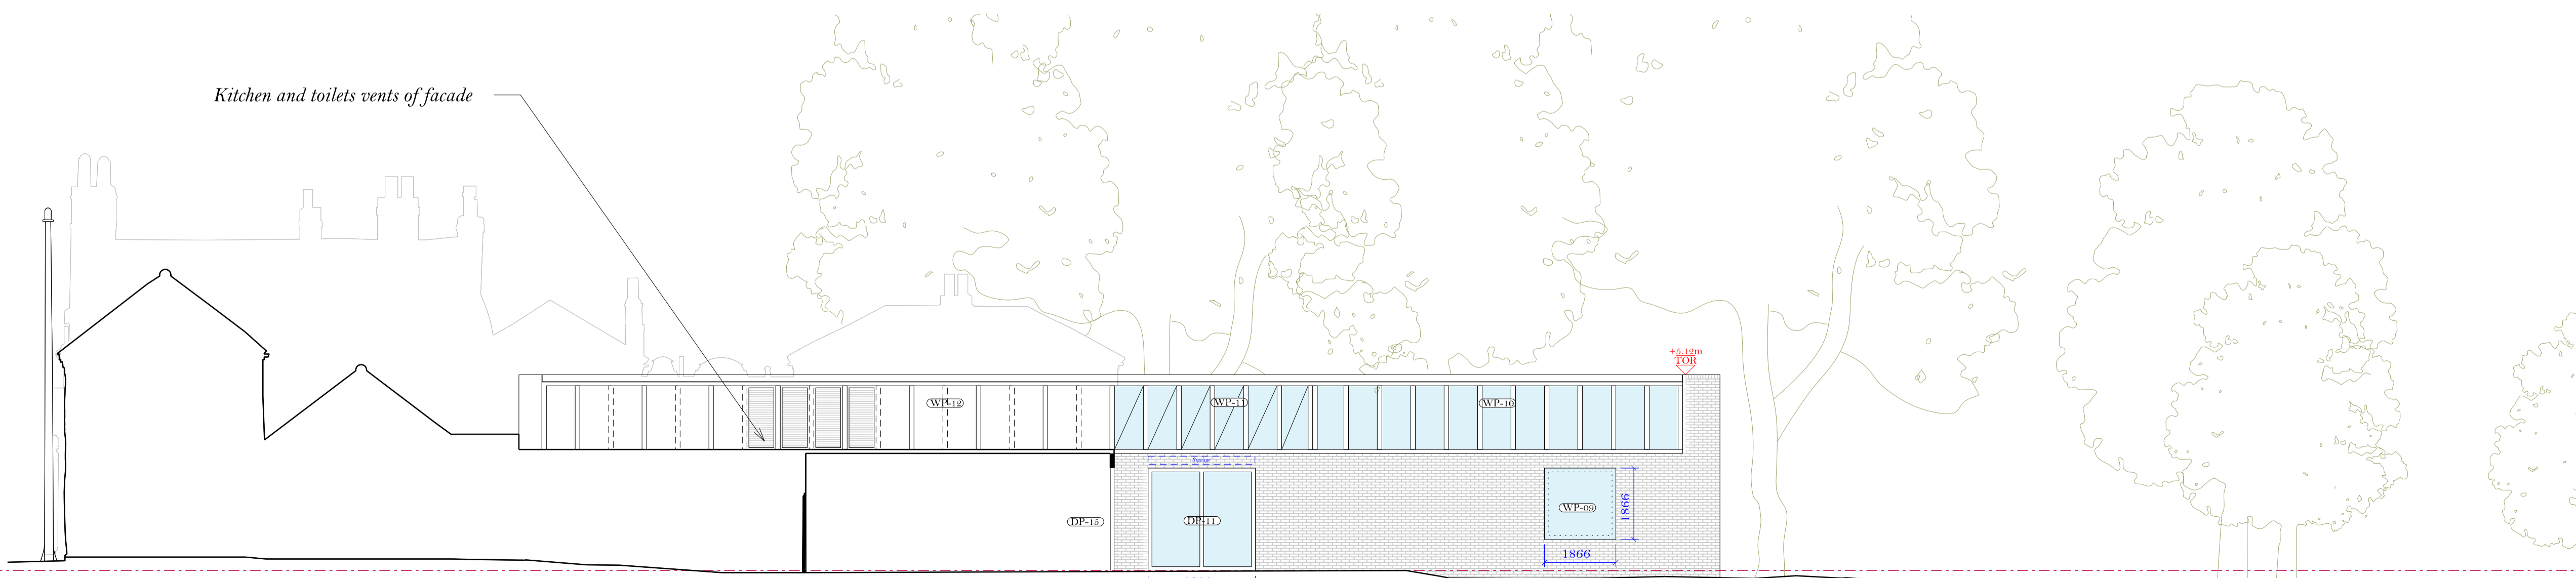 Kitchen and toilets vents of facade
+5.12m
TOR
WP-12
WP-11
WP-10
Signage
DP-15
DP-11
WP-09
1866
1866